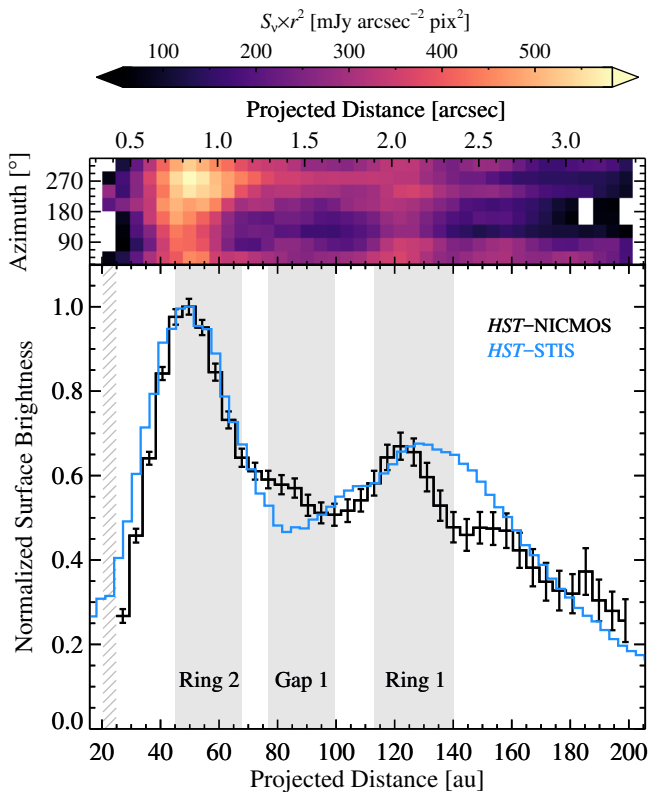 Sν×r² [mJy arcsec⁻² pix²]
100 200 300 400 500
Projected Distance [arcsec]
0.5 1.0 1.5 2.0 2.5 3.0
Azimuth [°]
270
180
90
HST−NICMOS
HST−STIS
Normalized Surface Brightness
1.0
0.8
0.6
0.4
0.2
0.0
Ring 2 Gap 1 Ring 1
20 40 60 80 100 120 140 160 180 200
Projected Distance [au]